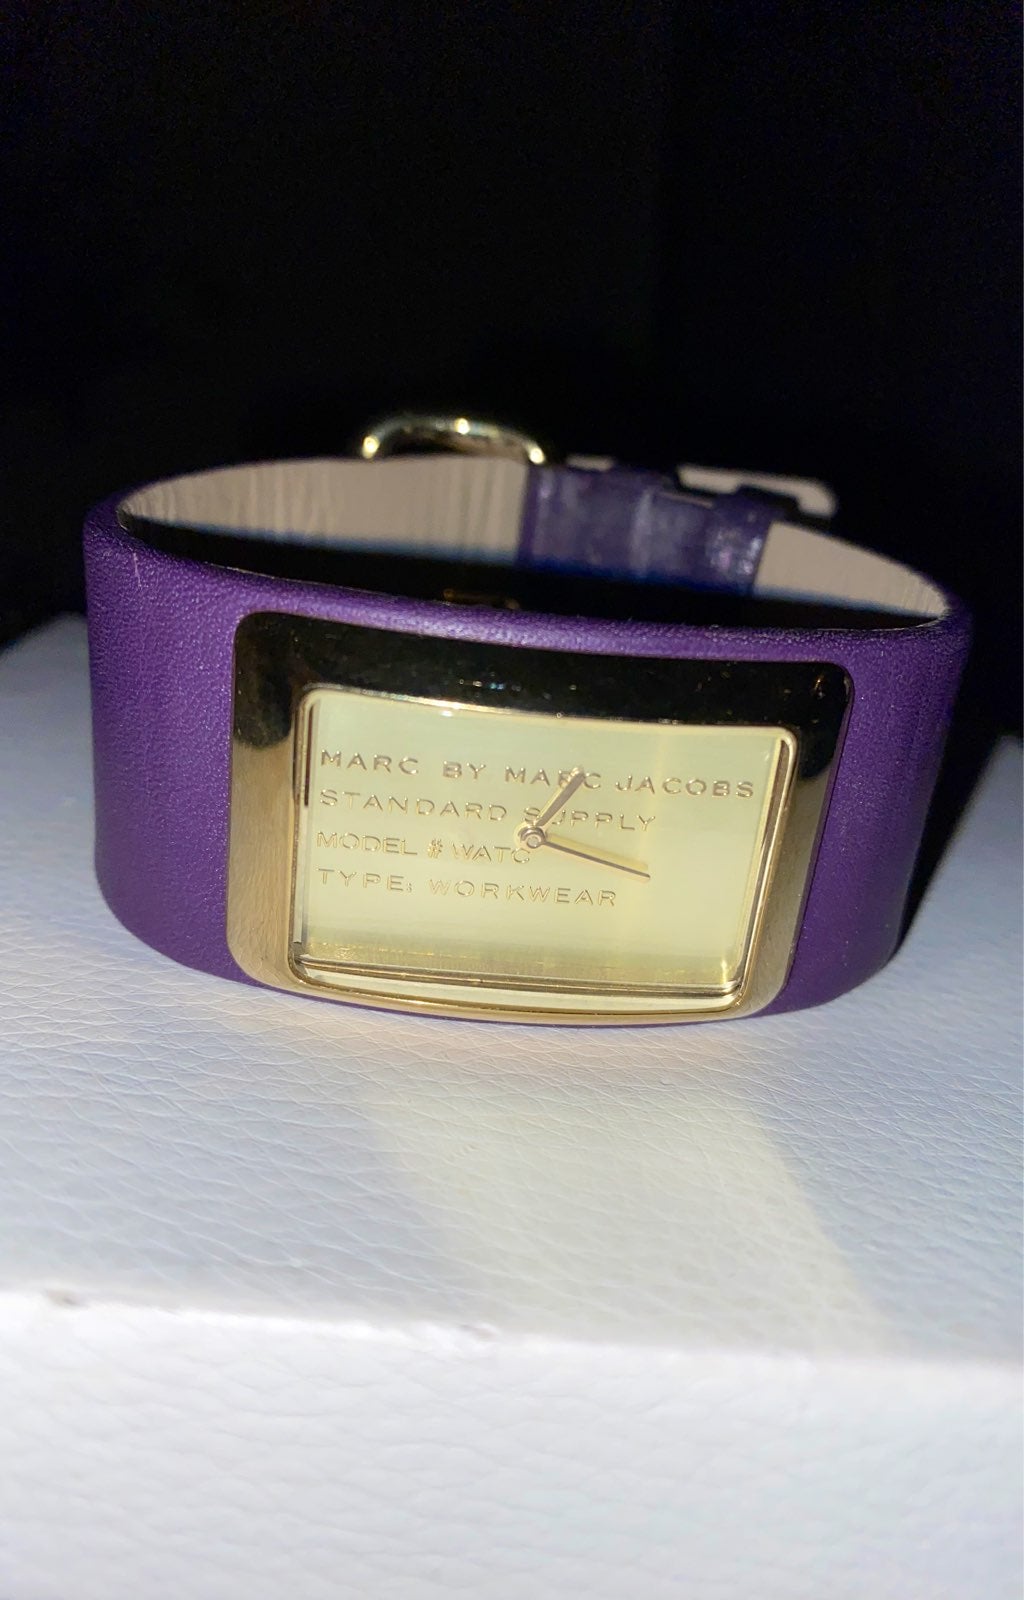 MARC BY MARC JACOBS
STANDARD SUPPLY
MODEL # WATC
TYPE: WORKWEAR